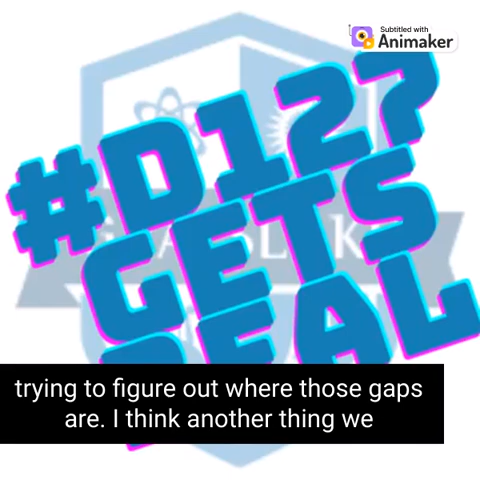 Subtitled with
Animaker
#D127
GETS
REAL
trying to figure out where those gaps
are. I think another thing we